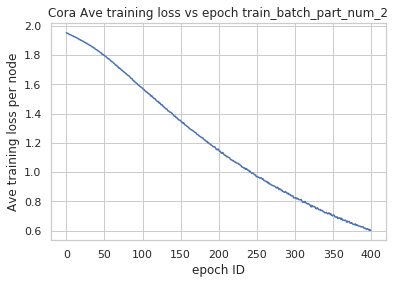 Cora Ave training loss vs epoch train_batch_part_num_2
Ave training loss per node
2.0
1.8
1.6
1.4
1.2
1.0
0.8
0.6
0 50 100 150 200 250 300 350 400
epoch ID